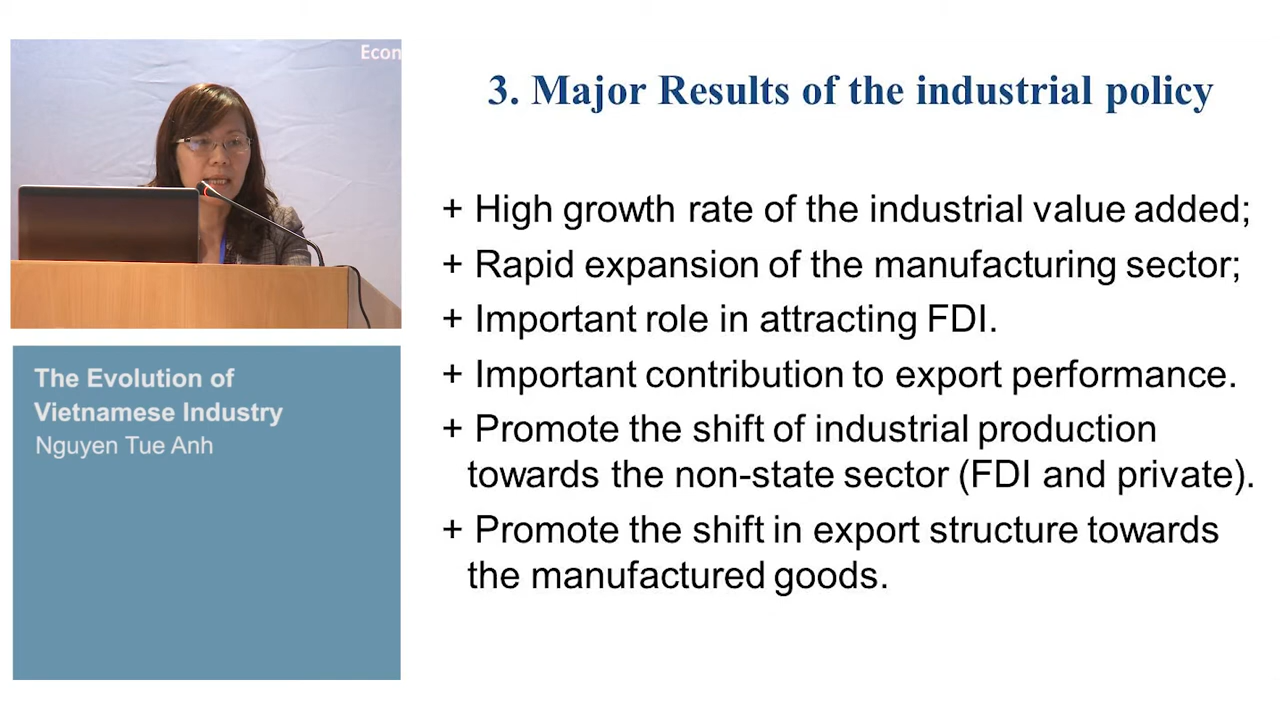 Econ
3. Major Results of the industrial policy
+ High growth rate of the industrial value added;
+ Rapid expansion of the manufacturing sector;
+ Important role in attracting FDI.
+ Important contribution to export performance.
+ Promote the shift of industrial production
towards the non-state sector (FDI and private).
+ Promote the shift in export structure towards
the manufactured goods.
The Evolution of
Vietnamese Industry
Nguyen Tue Anh